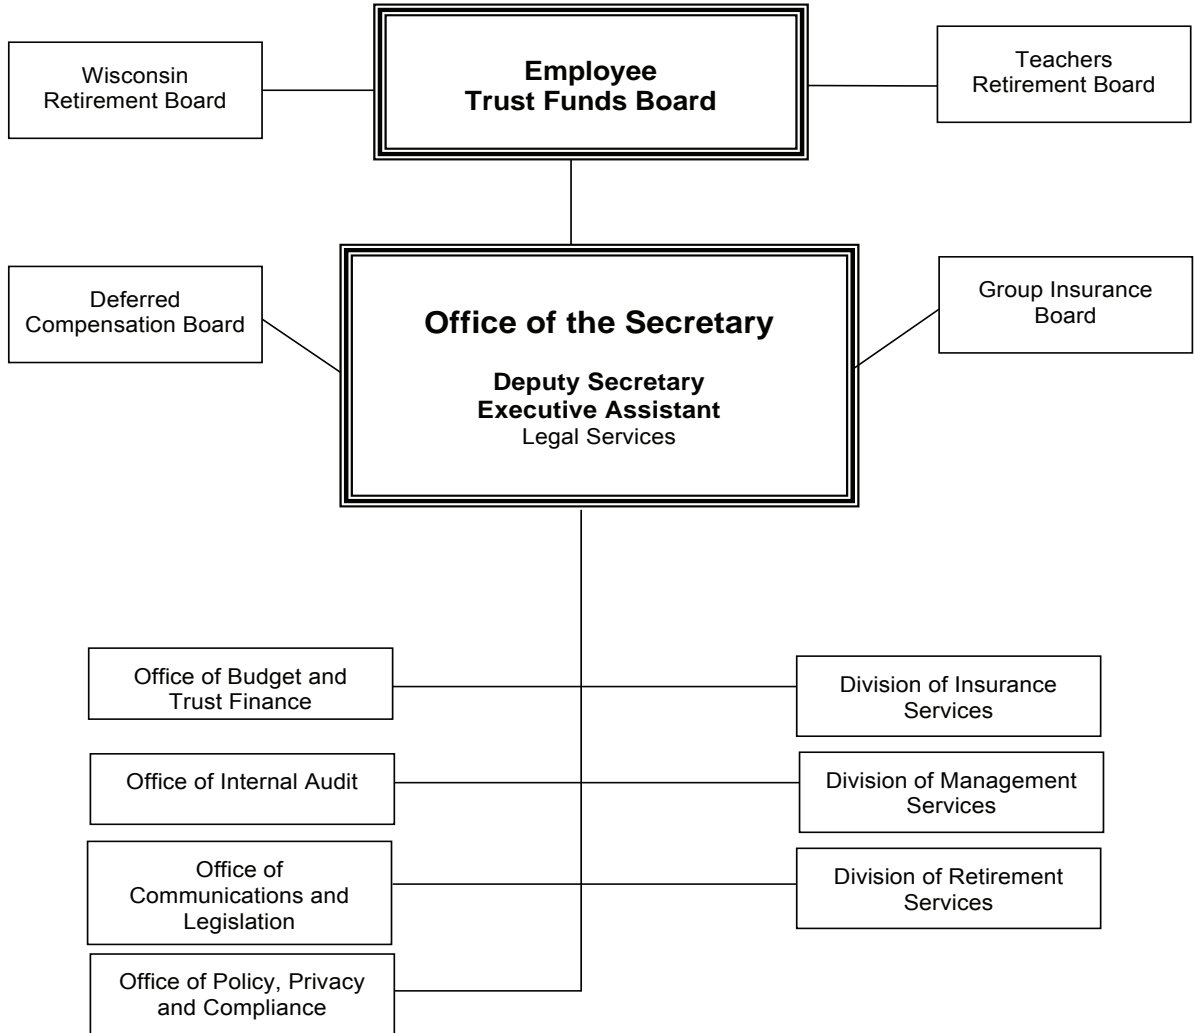 Wisconsin
Retirement Board
Employee
Trust Funds Board
Teachers
Retirement Board
Deferred
Compensation Board
Office of the Secretary
Deputy Secretary
Executive Assistant
Legal Services
Group Insurance
Board
Office of Budget and
Trust Finance
Division of Insurance
Services
Office of Internal Audit
Division of Management
Services
Office of
Communications and
Legislation
Division of Retirement
Services
Office of Policy, Privacy
and Compliance